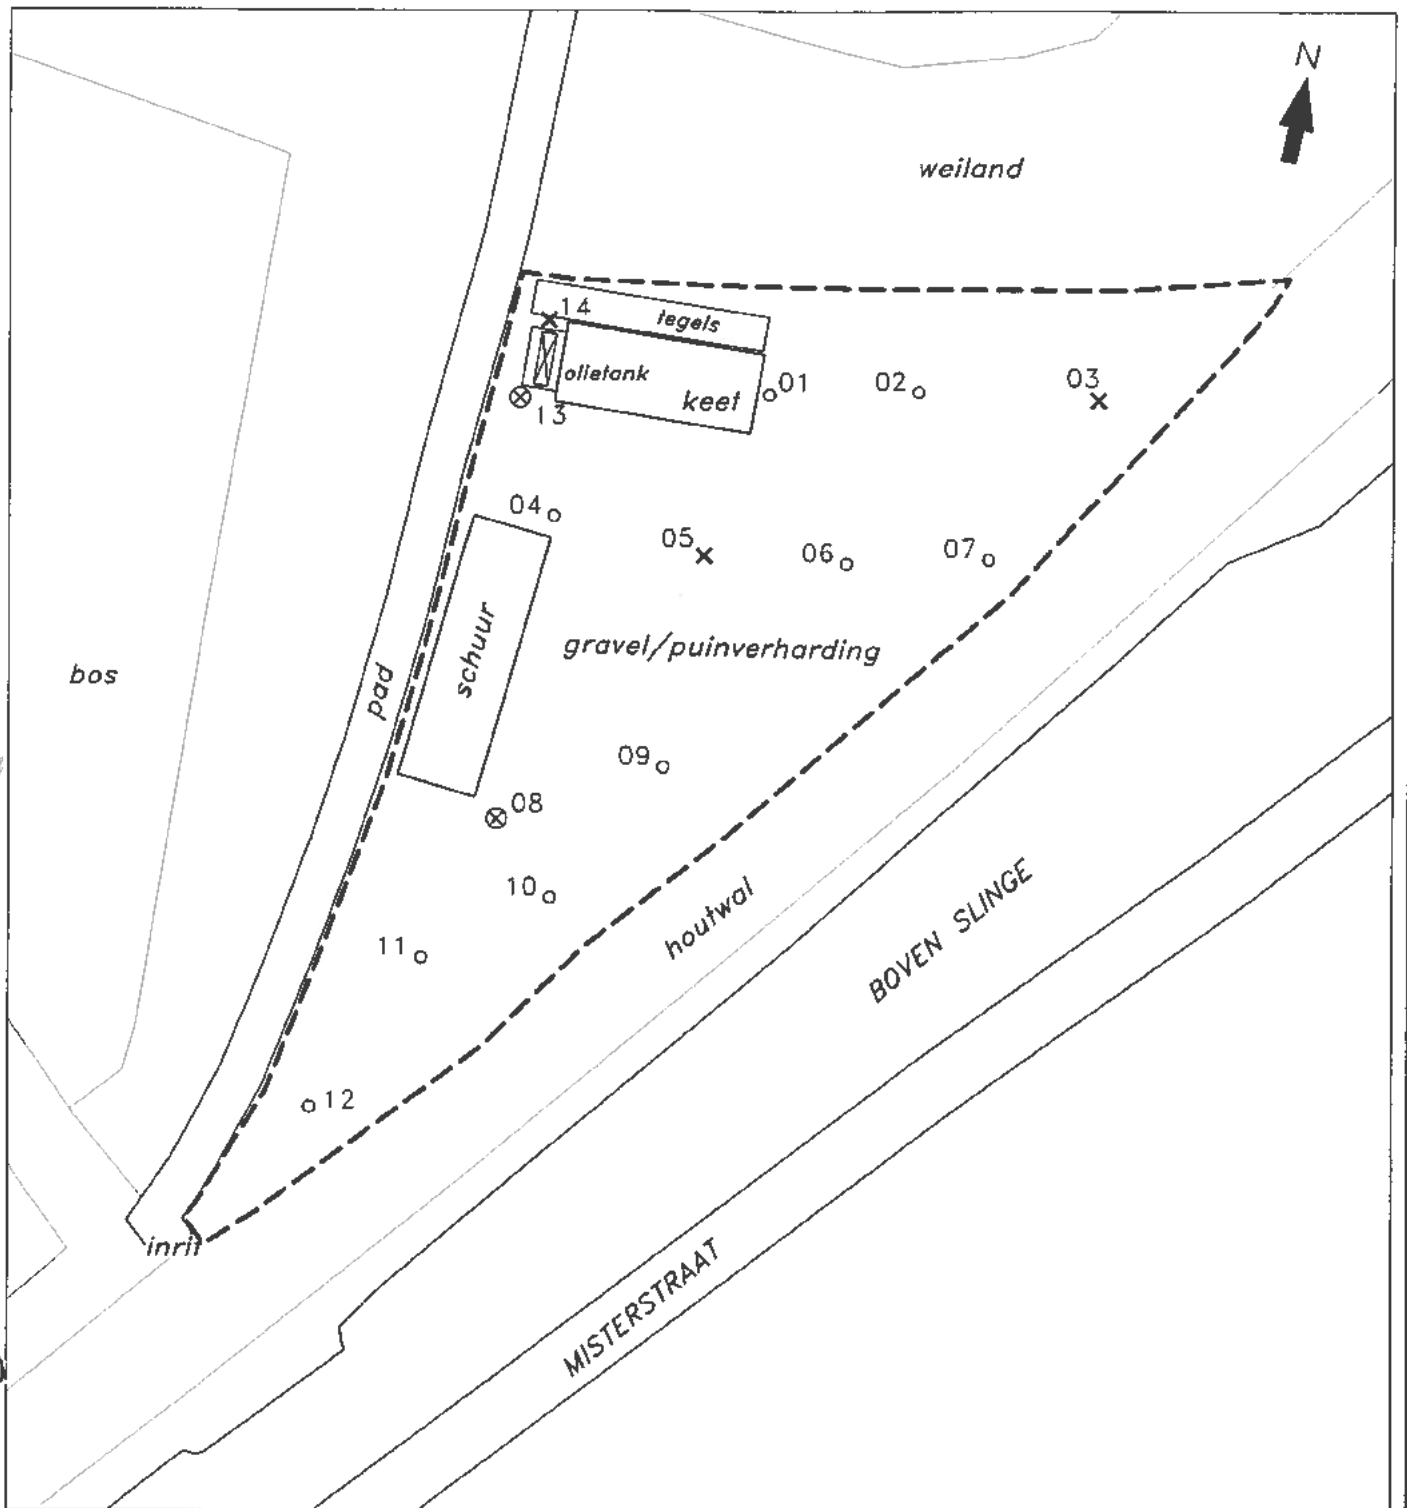 N
weiland
14
tegels
olietank
keet
01
02
03
13
04
05
06
07
schuur
gravel/puinverharding
bos
pad
09
08
10
houtwal
BOVEN SLINGE
11
12
inrit
MISTERSTRAAT